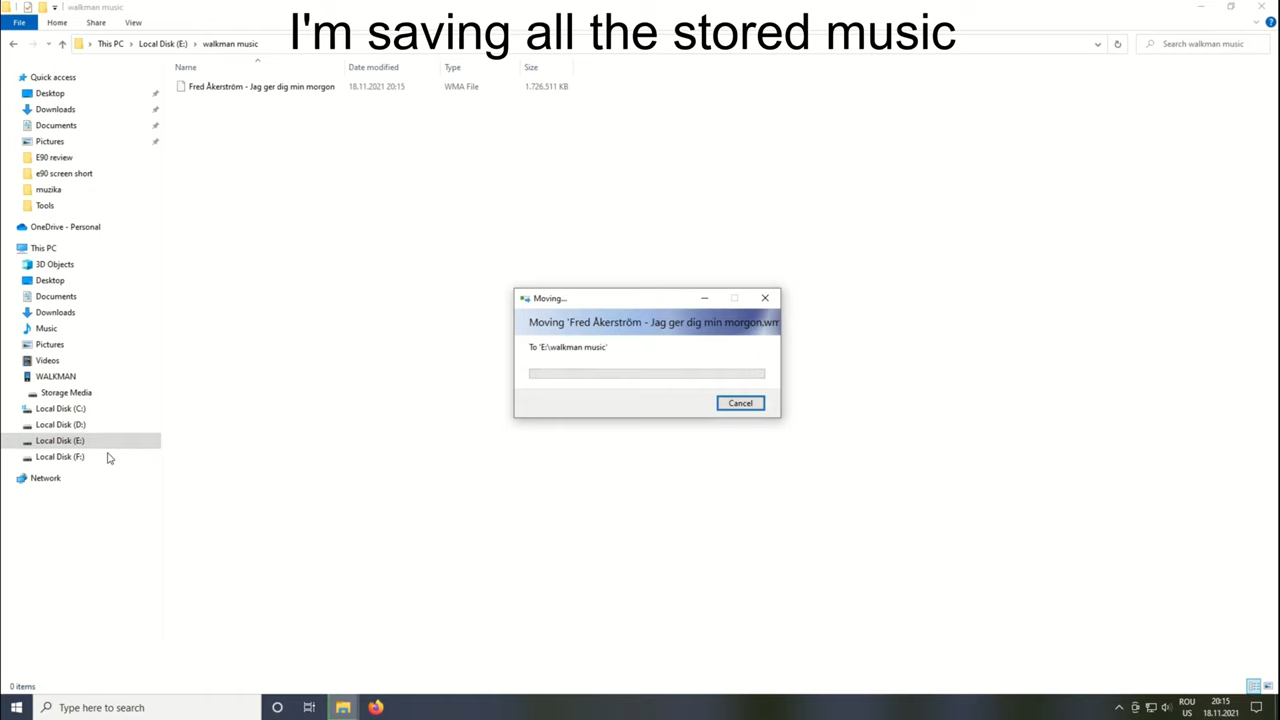 walkman music
I'm saving all the stored music
File Home Share View
This PC Local Disk (E:) walkman music
Search walkman music
Name Date modified Type Size
Fred Åkerström - Jag ger dig min morgon 18.11.2021 20:15 WMA File 1.726.511 KB
Quick access
Desktop
Downloads
Documents
Pictures
E90 review
e90 screen short
muzika
Tools
OneDrive - Personal
This PC
3D Objects
Desktop
Documents
Downloads
Music
Pictures
Videos
WALKMAN
Storage Media
Local Disk (C:)
Local Disk (D:)
Local Disk (E:)
Local Disk (F:)
Network
Moving...
Moving 'Fred Åkerström - Jag ger dig min morgon.wm
To 'E:\walkman music'
Cancel
0 items
Type here to search
ROU 20:15
US 18.11.2021